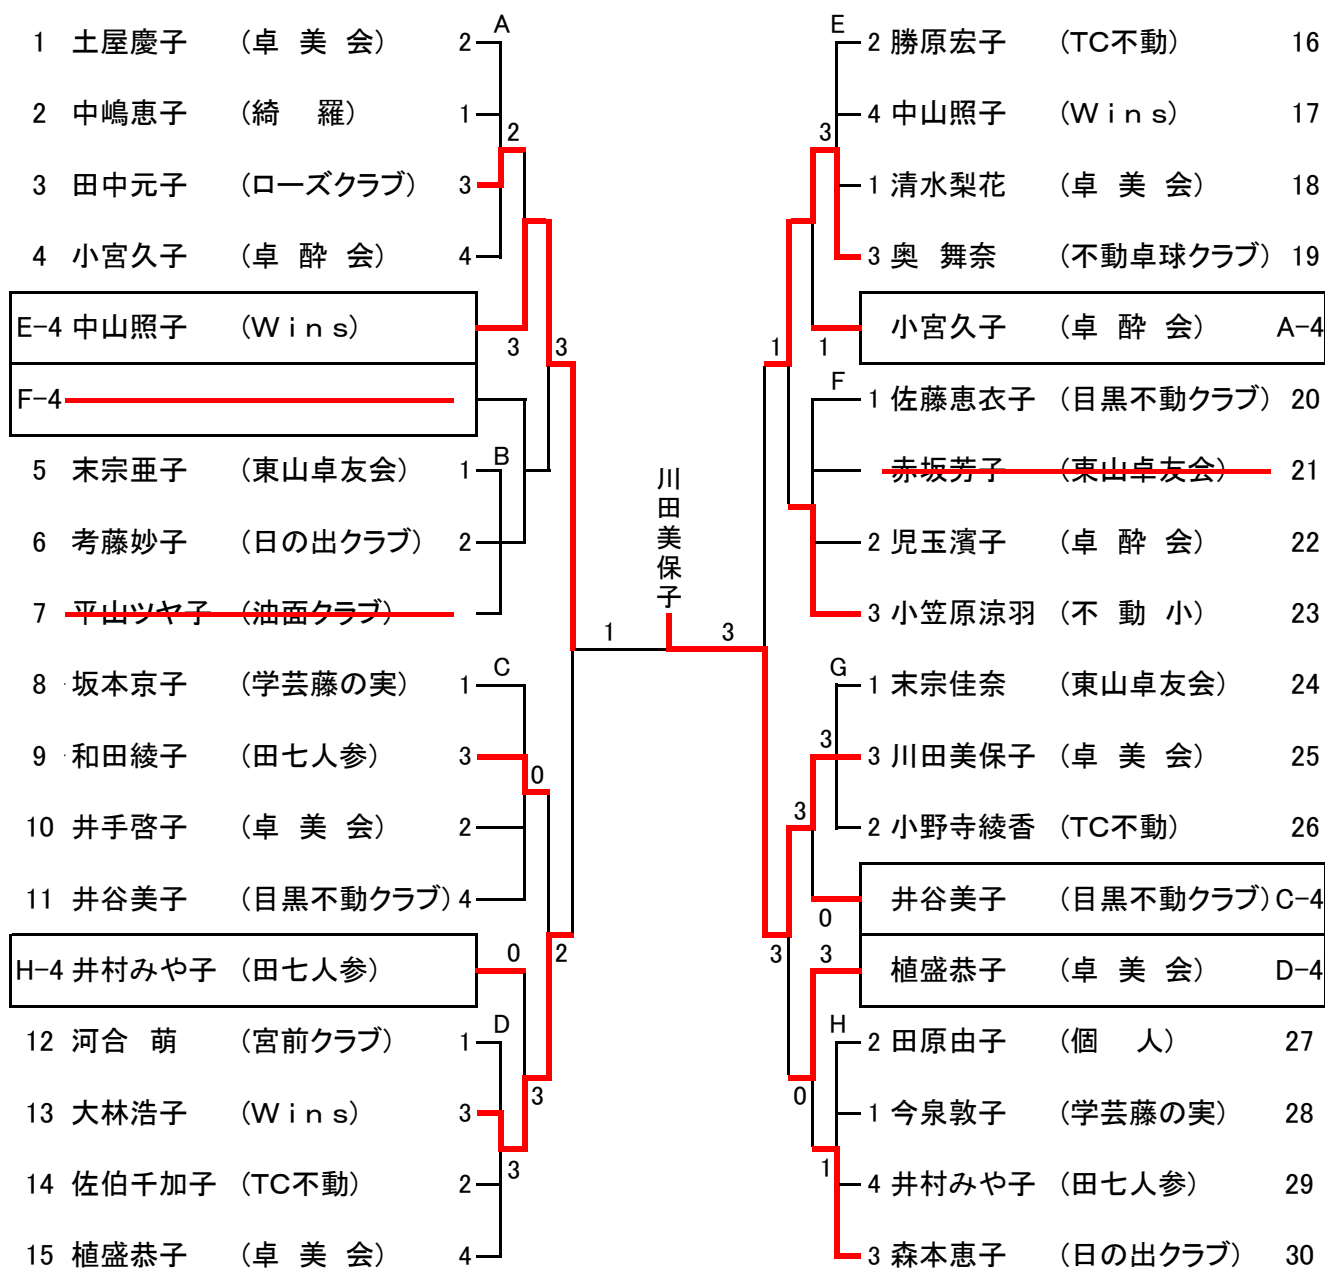 A
1 土屋慶子 (卓 美 会) 2
2 中嶋恵子 (綺 羅) 1
2
3 田中元子 (ローズクラブ) 3
4 小宮久子 (卓 酔 会) 4
E-4 中山照子 (Ｗｉｎｓ)
3 3
F-4
B
5 末宗亜子 (東山卓友会) 1
6 考藤妙子 (日の出クラブ) 2
7 平山ツヤ子 (油面クラブ)
1
C
8 坂本京子 (学芸藤の実) 1
9 和田綾子 (田七人参) 3
0
10 井手啓子 (卓 美 会) 2
11 井谷美子 (目黒不動クラブ) 4
0 2
H-4 井村みや子 (田七人参)
D
12 河合 萌 (宮前クラブ) 1
3
13 大林浩子 (Ｗｉｎｓ) 3
3
14 佐伯千加子 (TC不動) 2
15 植盛恭子 (卓 美 会) 4
川田美保子
3
E
2 勝原宏子 (TC不動) 16
4 中山照子 (Ｗｉｎｓ) 17
3
1 清水梨花 (卓 美 会) 18
3 奥 舞奈 (不動卓球クラブ) 19
小宮久子 (卓 酔 会) A-4
1 1
F
1 佐藤恵衣子 (目黒不動クラブ) 20
赤坂芳子 (東山卓友会) 21
2 児玉濱子 (卓 酔 会) 22
3 小笠原涼羽 (不 動 小) 23
G
1 末宗佳奈 (東山卓友会) 24
3
3 川田美保子 (卓 美 会) 25
3
2 小野寺綾香 (TC不動) 26
井谷美子 (目黒不動クラブ) C-4
0
3 3
植盛恭子 (卓 美 会) D-4
H
2 田原由子 (個 人) 27
0
1 今泉敦子 (学芸藤の実) 28
1
4 井村みや子 (田七人参) 29
3 森本恵子 (日の出クラブ) 30